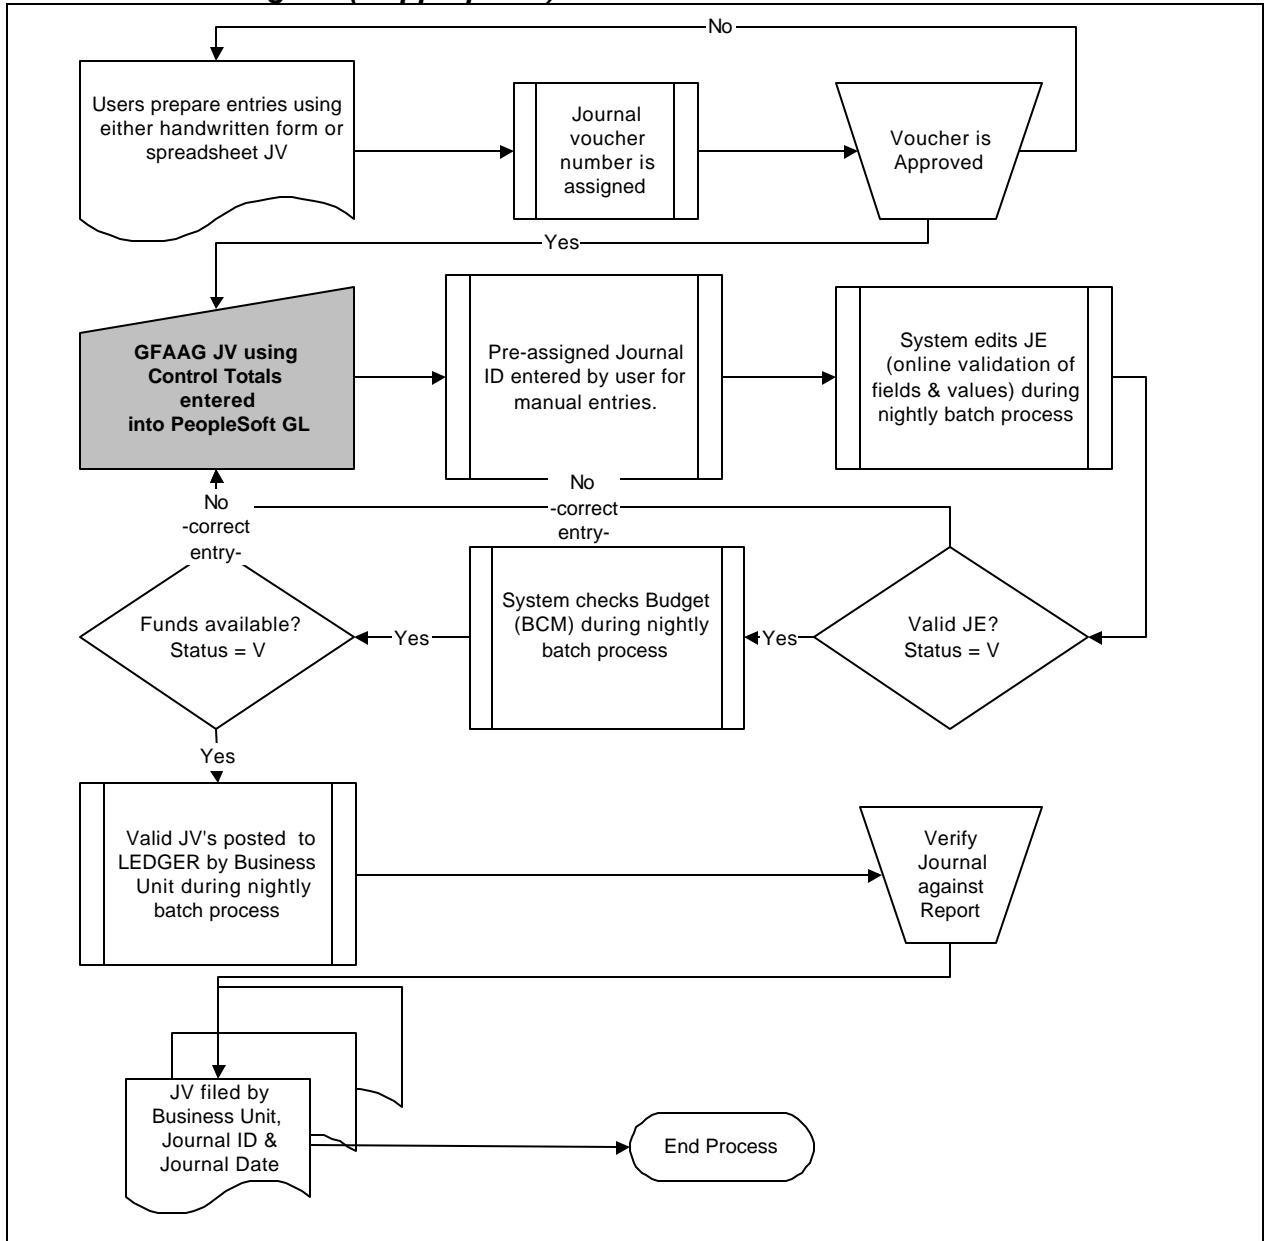 No
Users prepare entries using
either handwritten form or
spreadsheet JV
Journal
voucher
number is
assigned
Voucher is
Approved
Yes
GFAAG JV using
Control Totals
entered
into PeopleSoft GL
Pre-assigned Journal
ID entered by user for
manual entries.
System edits JE
(online validation of
fields & values) during
nightly batch process
No
-correct
entry-
No
-correct
entry-
Funds available?
Status = V
Yes
System checks Budget
(BCM) during nightly
batch process
Yes
Valid JE?
Status = V
Yes
Valid JV's posted to
LEDGER by Business
Unit during nightly
batch process
Verify
Journal
against
Report
JV filed by
Business Unit,
Journal ID &
Journal Date
End Process